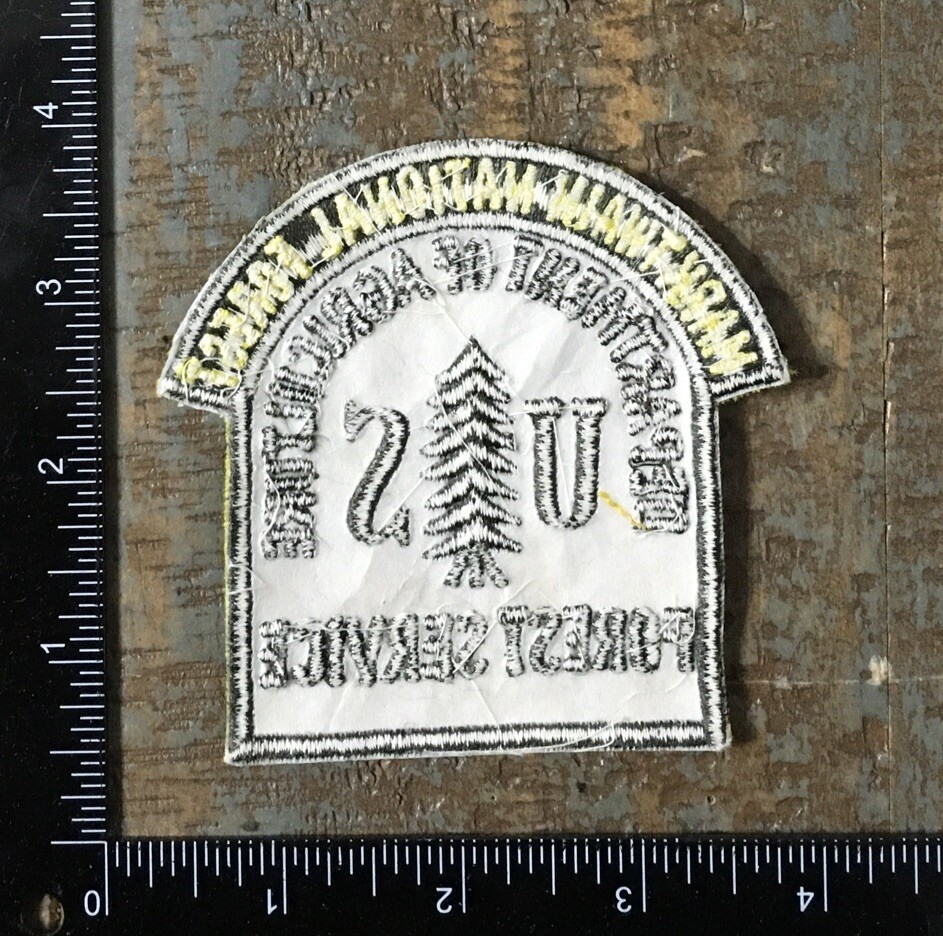 MARK TWAIN NATIONAL FOREST
DEPARTMENT OF AGRICULTURE
U S
FOREST SERVICE
4
3
2
1
0 1 2 3 4